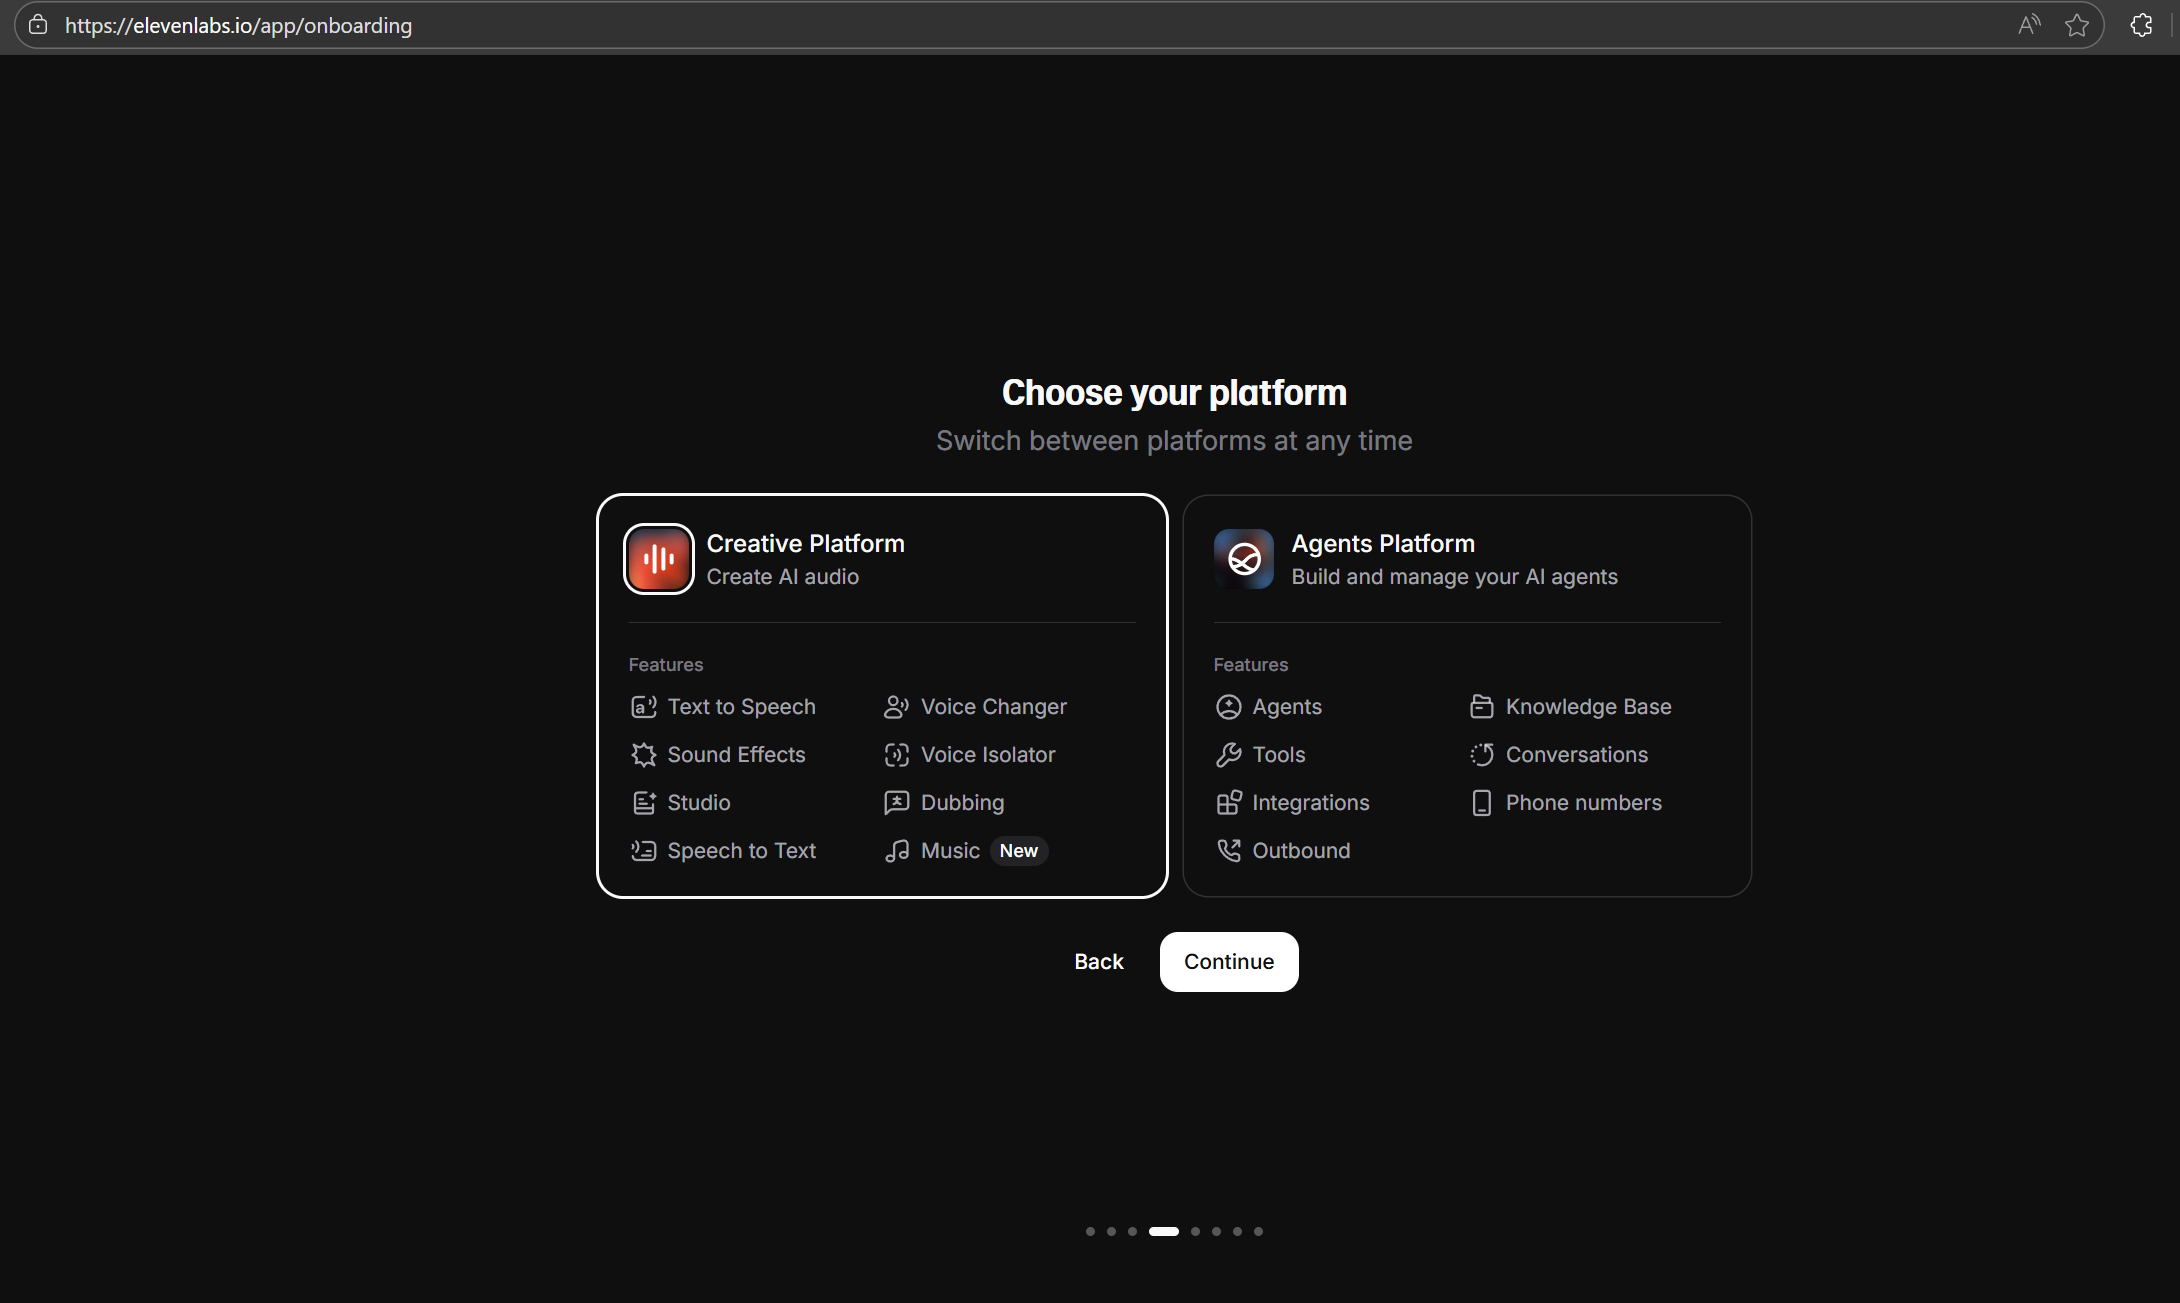 https://elevenlabs.io/app/onboarding
Choose your platform
Switch between platforms at any time
Creative Platform
Create AI audio
Features
Text to Speech
Voice Changer
Sound Effects
Voice Isolator
Studio
Dubbing
Speech to Text
Music New
Agents Platform
Build and manage your AI agents
Features
Agents
Knowledge Base
Tools
Conversations
Integrations
Phone numbers
Outbound
Back
Continue